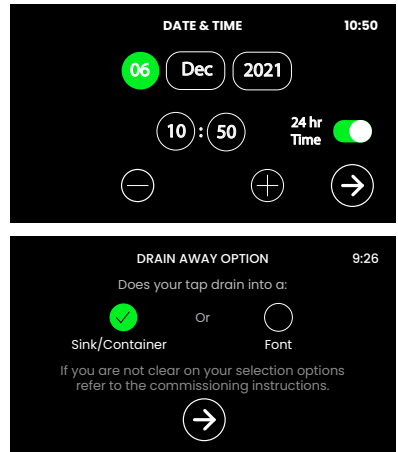 DATE & TIME 10:50
06 Dec 2021
10 : 50 24 hr
Time
DRAIN AWAY OPTION 9:26
Does your tap drain into a:
Or
Sink/Container Font
If you are not clear on your selection options
refer to the commissioning instructions.